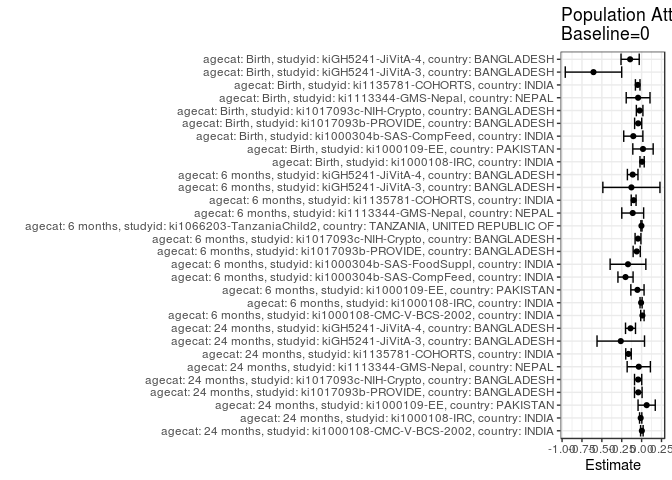 Population Att
Baseline=0
agecat: Birth, studyid: kiGH5241-JiVitA-4, country: BANGLADESH
agecat: Birth, studyid: kiGH5241-JiVitA-3, country: BANGLADESH
agecat: Birth, studyid: ki1135781-COHORTS, country: INDIA
agecat: Birth, studyid: ki1113344-GMS-Nepal, country: NEPAL
agecat: Birth, studyid: ki1017093c-NIH-Crypto, country: BANGLADESH
agecat: Birth, studyid: ki1017093b-PROVIDE, country: BANGLADESH
agecat: Birth, studyid: ki1000304b-SAS-CompFeed, country: INDIA
agecat: Birth, studyid: ki1000109-EE, country: PAKISTAN
agecat: Birth, studyid: ki1000108-IRC, country: INDIA
agecat: 6 months, studyid: kiGH5241-JiVitA-4, country: BANGLADESH
agecat: 6 months, studyid: kiGH5241-JiVitA-3, country: BANGLADESH
agecat: 6 months, studyid: ki1135781-COHORTS, country: INDIA
agecat: 6 months, studyid: ki1113344-GMS-Nepal, country: NEPAL
agecat: 6 months, studyid: ki1066203-TanzaniaChild2, country: TANZANIA, UNITED REPUBLIC OF
agecat: 6 months, studyid: ki1017093c-NIH-Crypto, country: BANGLADESH
agecat: 6 months, studyid: ki1017093b-PROVIDE, country: BANGLADESH
agecat: 6 months, studyid: ki1000304b-SAS-FoodSuppl, country: INDIA
agecat: 6 months, studyid: ki1000304b-SAS-CompFeed, country: INDIA
agecat: 6 months, studyid: ki1000109-EE, country: PAKISTAN
agecat: 6 months, studyid: ki1000108-IRC, country: INDIA
agecat: 6 months, studyid: ki1000108-CMC-V-BCS-2002, country: INDIA
agecat: 24 months, studyid: kiGH5241-JiVitA-4, country: BANGLADESH
agecat: 24 months, studyid: kiGH5241-JiVitA-3, country: BANGLADESH
agecat: 24 months, studyid: ki1135781-COHORTS, country: INDIA
agecat: 24 months, studyid: ki1113344-GMS-Nepal, country: NEPAL
agecat: 24 months, studyid: ki1017093c-NIH-Crypto, country: BANGLADESH
agecat: 24 months, studyid: ki1017093b-PROVIDE, country: BANGLADESH
agecat: 24 months, studyid: ki1000109-EE, country: PAKISTAN
agecat: 24 months, studyid: ki1000108-IRC, country: INDIA
agecat: 24 months, studyid: ki1000108-CMC-V-BCS-2002, country: INDIA
-1.00 -0.75 -0.50 -0.25 0.00 0.25
Estimate